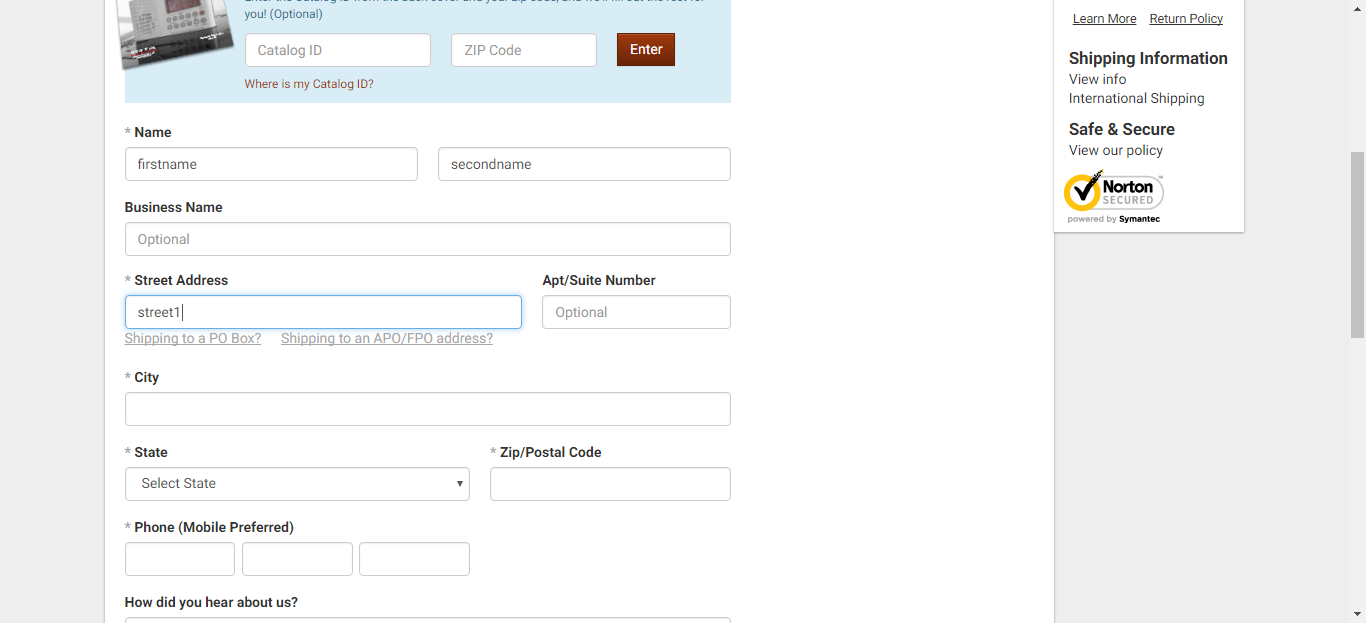 you! (Optional)
Catalog ID
ZIP Code
Enter
Where is my Catalog ID?
* Name
firstname
secondname
Business Name
Optional
* Street Address
Apt/Suite Number
street1
Optional
Shipping to a PO Box?
Shipping to an APO/FPO address?
* City
* State
* Zip/Postal Code
Select State
* Phone (Mobile Preferred)
How did you hear about us?
Learn More
Return Policy
Shipping Information
View info
International Shipping
Safe & Secure
View our policy
Norton
SECURED
powered by Symantec